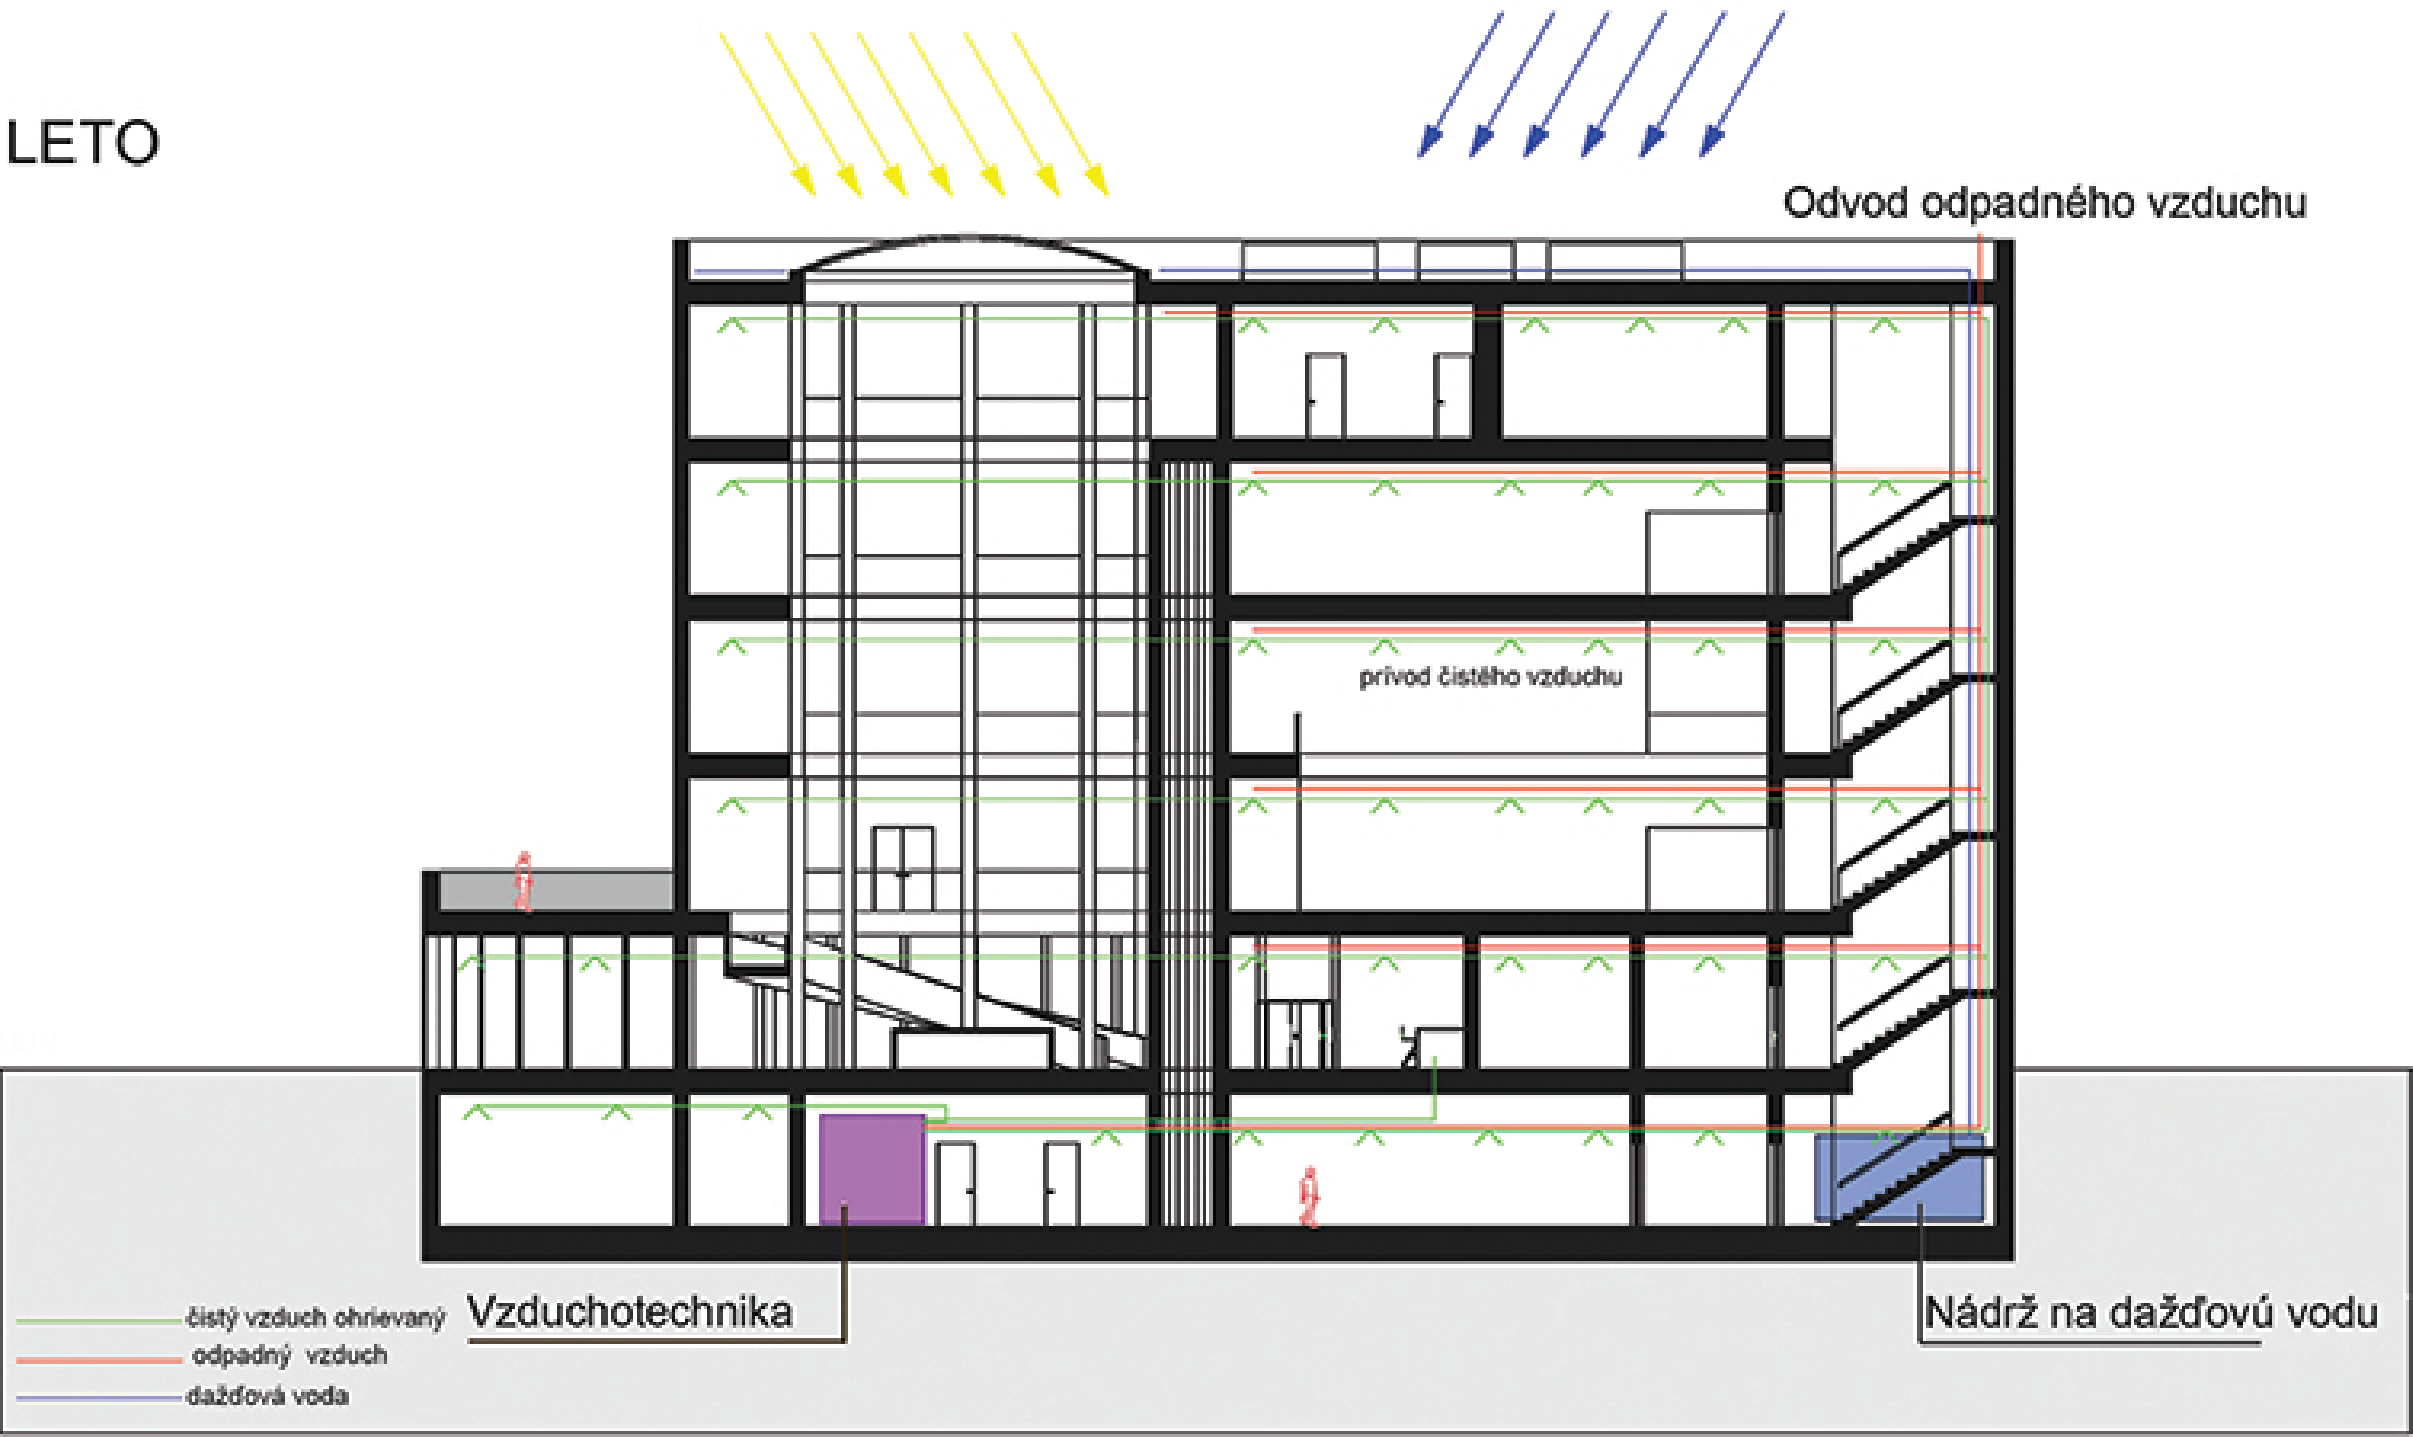 LETO
Odvod odpadného vzduchu
prívod čistého vzduchu
čistý vzduch ohrievaný
Vzduchotechnika
Nádrž na dažďovú vodu
odpadný vzduch
dažďová voda